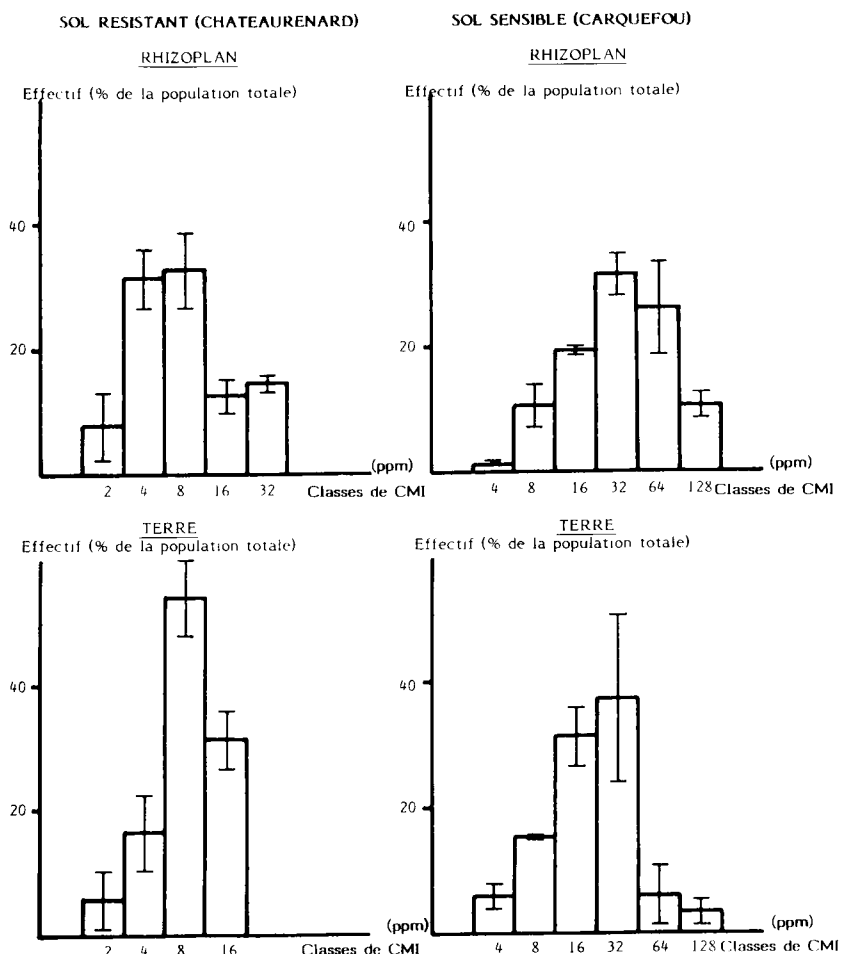 SOL RESISTANT (CHATEAURENARD)
RHIZOPLAN
Effectif (% de la population totale)
40
20
(ppm)
2 4 8 16 32 Classes de CMI
TERRE
Effectif (% de la population totale)
40
20
(ppm)
2 4 8 16 Classes de CMI
SOL SENSIBLE (CARQUEFOU)
RHIZOPLAN
Effectif (% de la population totale)
40
20
(ppm)
4 8 16 32 64 128 Classes de CMI
TERRE
Effectif (% de la population totale)
40
20
(ppm)
4 8 16 32 64 128 Classes de CMI